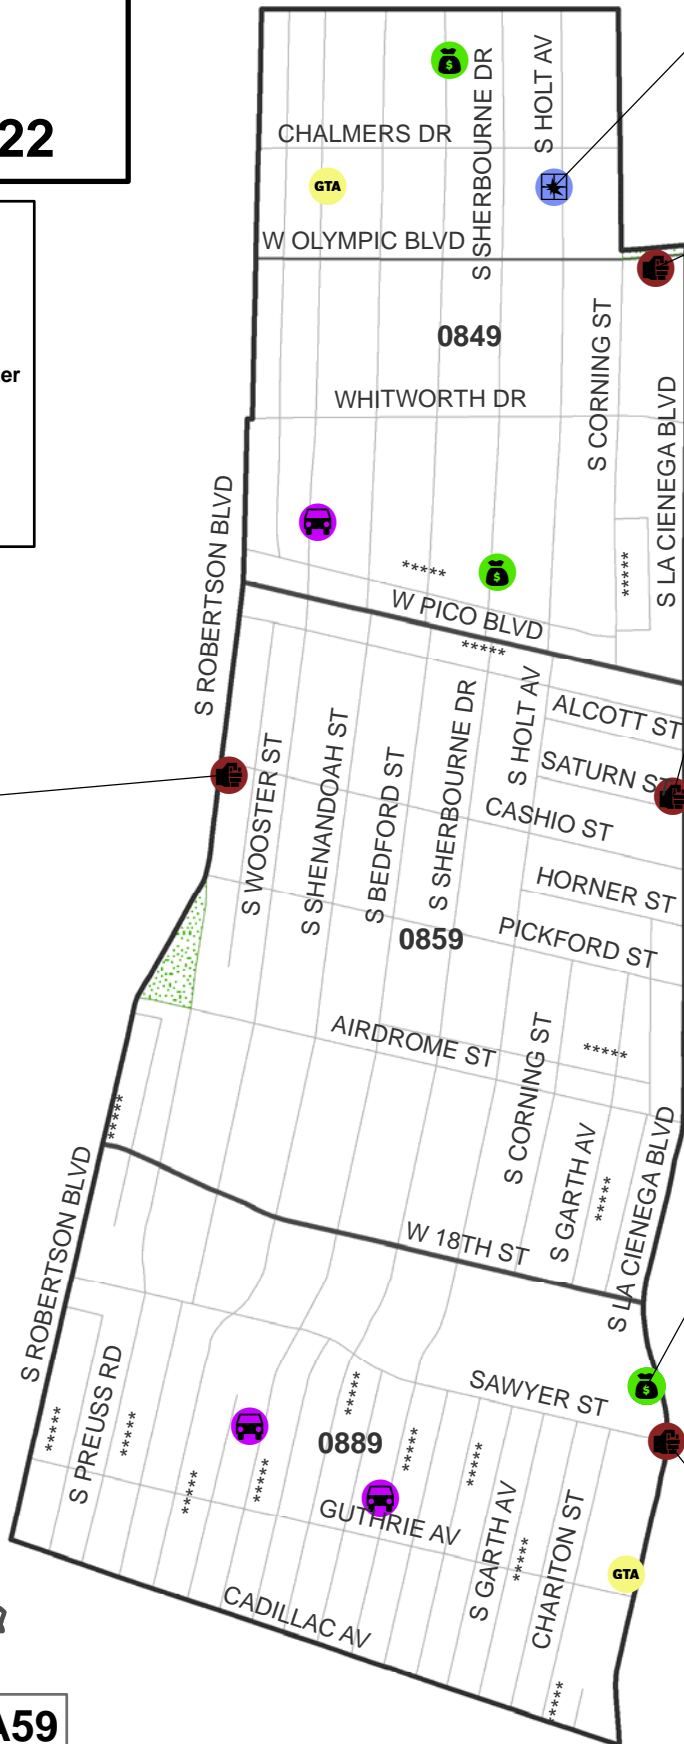 22
er
CHALMERS DR
S SHERBOURNE DR
S HOLT AV
GTA
W OLYMPIC BLVD
0849
S CORNING ST
WHITWORTH DR
S LA CIENEGA BLVD
S ROBERTSON BLVD
*****
*****
W PICO BLVD
*****
ALCOTT ST
S HOLT AV
SATURN ST
S WOOSTER ST
S SHENANDOAH ST
S BEDFORD ST
S SHERBOURNE DR
CASHIO ST
HORNER ST
0859
PICKFORD ST
AIRDROME ST
S CORNING ST
*****
*****
S GARTH AV
*****
S LA CIENEGA BLVD
S ROBERTSON BLVD
W 18TH ST
SAWYER ST
S PREUSS RD
*****
*****
*****
*****
*****
0889
*****
*****
GUTHRIE AV
S GARTH AV
*****
CHARITON ST
GTA
CADILLAC AV
*****
A59